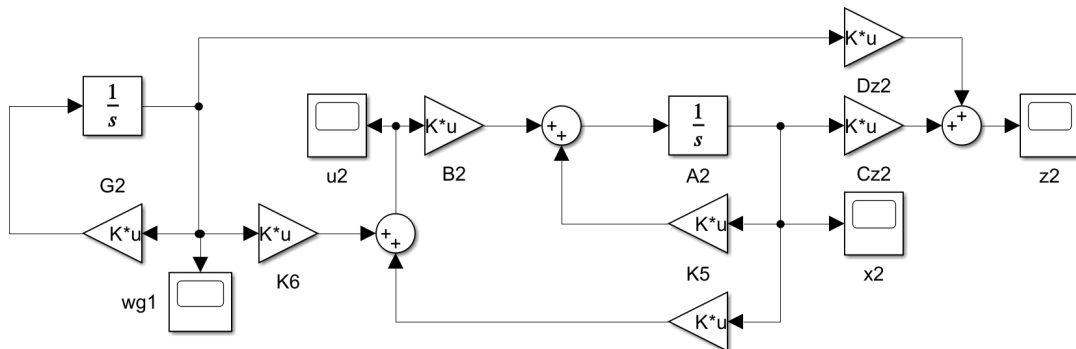 K*u
Dz2
1
s
+
+
u2
K*u
B2
+
+
1
s
A2
K*u
Cz2
+
+
z2
G2
K*u
K*u
K6
+
+
K*u
K5
x2
wg1
K*u